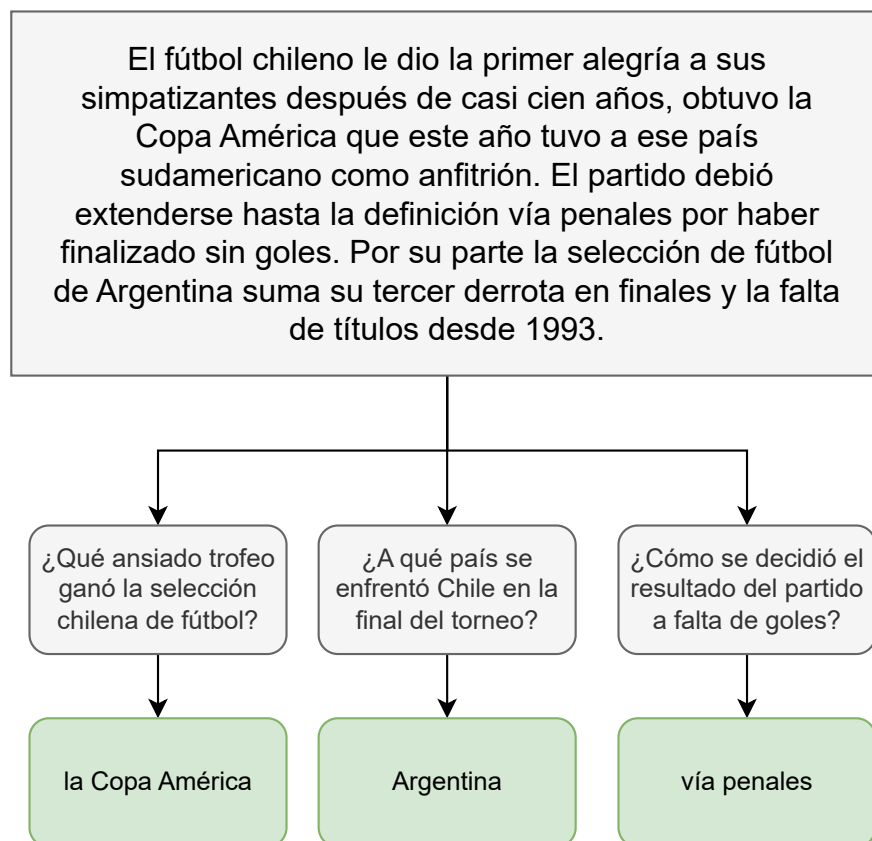 El fútbol chileno le dio la primer alegría a sus
simpatizantes después de casi cien años, obtuvo la
Copa América que este año tuvo a ese país
sudamericano como anfitrión. El partido debió
extenderse hasta la definición vía penales por haber
finalizado sin goles. Por su parte la selección de fútbol
de Argentina suma su tercer derrota en finales y la falta
de títulos desde 1993.
¿Qué ansiado trofeo
ganó la selección
chilena de fútbol?
¿A qué país se
enfrentó Chile en la
final del torneo?
¿Cómo se decidió el
resultado del partido
a falta de goles?
la Copa América
Argentina
vía penales